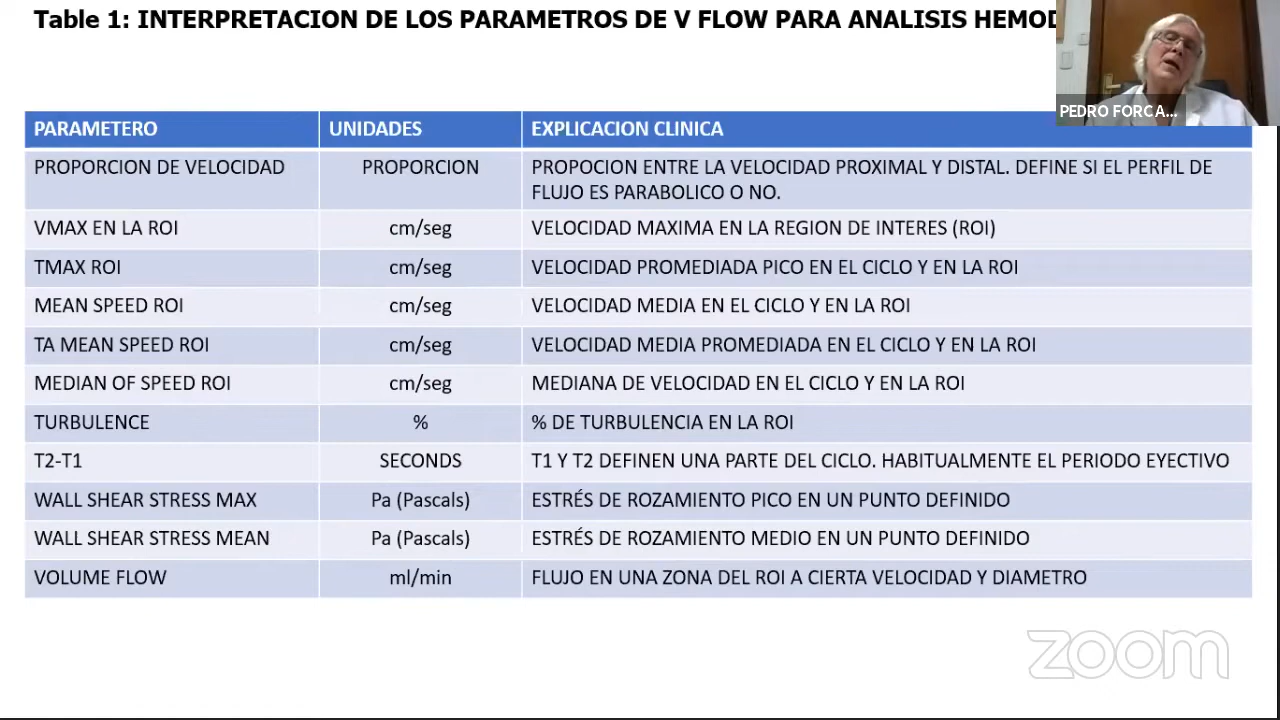 Table 1: INTERPRETACION DE LOS PARAMETROS DE V FLOW PARA ANALISIS
PEDRO FORCA...
PARAMETERO UNIDADES EXPLICACION CLINICA
PROPORCION DE VELOCIDAD PROPORCION PROPOCION ENTRE LA VELOCIDAD PROXIMAL Y DISTAL. DEFINE SI EL PERFIL DE
FLUJO ES PARABOLICO O NO.
VMAX EN LA ROI cm/seg VELOCIDAD MAXIMA EN LA REGION DE INTERES (ROI)
TMAX ROI cm/seg VELOCIDAD PROMEDIADA PICO EN EL CICLO Y EN LA ROI
MEAN SPEED ROI cm/seg VELOCIDAD MEDIA EN EL CICLO Y EN LA ROI
TA MEAN SPEED ROI cm/seg VELOCIDAD MEDIA PROMEDIADA EN EL CICLO Y EN LA ROI
MEDIAN OF SPEED ROI cm/seg MEDIANA DE VELOCIDAD EN EL CICLO Y EN LA ROI
TURBULENCE % % DE TURBULENCIA EN LA ROI
T2-T1 SECONDS T1 Y T2 DEFINEN UNA PARTE DEL CICLO. HABITUALMENTE EL PERIODO EYECTIVO
WALL SHEAR STRESS MAX Pa (Pascals) ESTRÉS DE ROZAMIENTO PICO EN UN PUNTO DEFINIDO
WALL SHEAR STRESS MEAN Pa (Pascals) ESTRÉS DE ROZAMIENTO MEDIO EN UN PUNTO DEFINIDO
VOLUME FLOW ml/min FLUJO EN UNA ZONA DEL ROI A CIERTA VELOCIDAD Y DIAMETRO
zoom